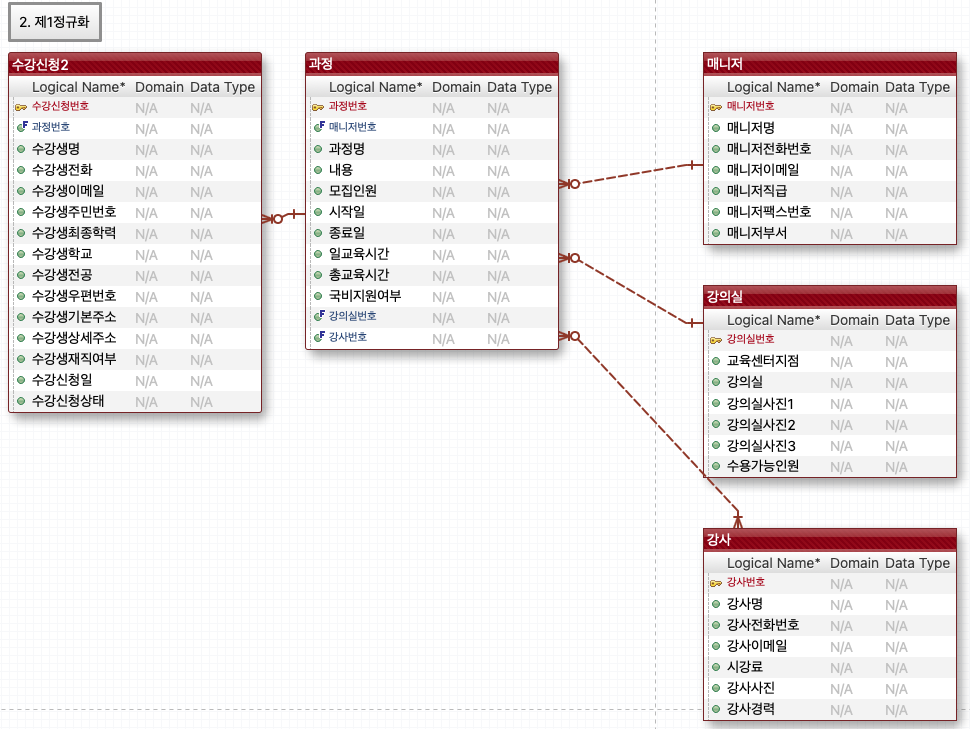 2. 제1정규화
수강신청2
Logical Name* Domain Data Type
수강신청번호 N/A N/A
과정번호 N/A N/A
수강생명 N/A N/A
수강생전화 N/A N/A
수강생이메일 N/A N/A
수강생주민번호 N/A N/A
수강생최종학력 N/A N/A
수강생학교 N/A N/A
수강생전공 N/A N/A
수강생우편번호 N/A N/A
수강생기본주소 N/A N/A
수강생상세주소 N/A N/A
수강생재직여부 N/A N/A
수강신청일 N/A N/A
수강신청상태 N/A N/A
과정
Logical Name* Domain Data Type
과정번호 N/A N/A
매니저번호 N/A N/A
과정명 N/A N/A
내용 N/A N/A
모집인원 N/A N/A
시작일 N/A N/A
종료일 N/A N/A
일교육시간 N/A N/A
총교육시간 N/A N/A
국비지원여부 N/A N/A
강의실번호 N/A N/A
강사번호 N/A N/A
매니저
Logical Name* Domain Data Type
매니저번호 N/A N/A
매니저명 N/A N/A
매니저전화번호 N/A N/A
매니저이메일 N/A N/A
매니저직급 N/A N/A
매니저팩스번호 N/A N/A
매니저부서 N/A N/A
강의실
Logical Name* Domain Data Type
강의실번호 N/A N/A
교육센터지점 N/A N/A
강의실 N/A N/A
강의실사진1 N/A N/A
강의실사진2 N/A N/A
강의실사진3 N/A N/A
수용가능인원 N/A N/A
강사
Logical Name* Domain Data Type
강사번호 N/A N/A
강사명 N/A N/A
강사전화번호 N/A N/A
강사이메일 N/A N/A
시강료 N/A N/A
강사사진 N/A N/A
강사경력 N/A N/A